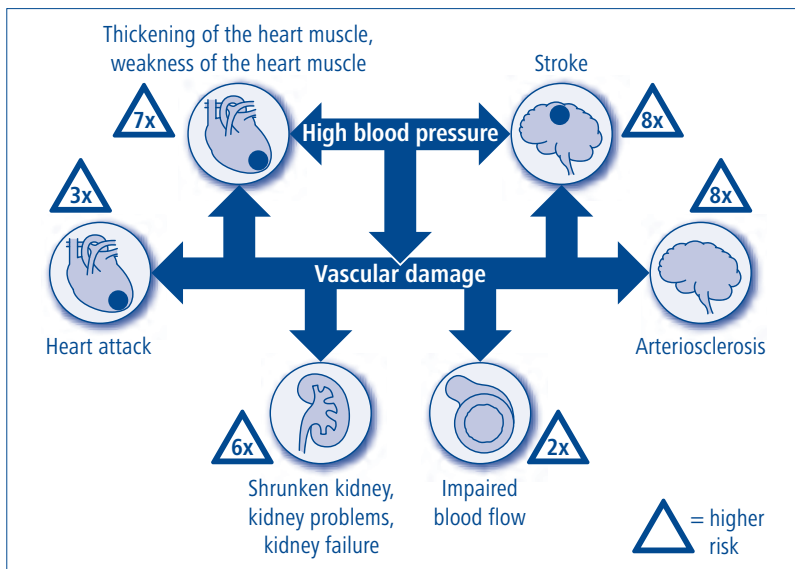 Thickening of the heart muscle,
weakness of the heart muscle
Stroke
7x
High blood pressure
8x
3x
8x
Vascular damage
Heart attack
Arteriosclerosis
6x
2x
Shrunken kidney,
kidney problems,
kidney failure
Impaired
blood flow
= higher
risk